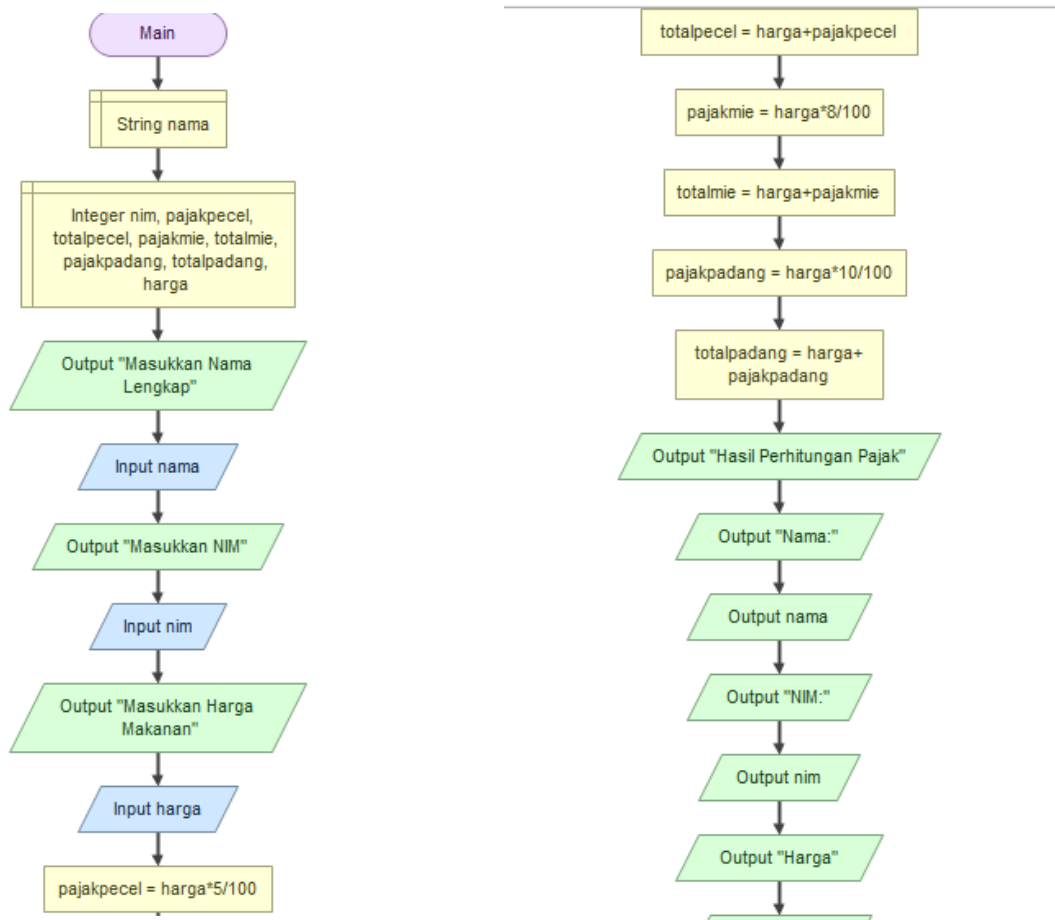 Main
String nama
Integer nim, pajakpecel,
totalpecel, pajakmie, totalmie,
pajakpadang, totalpadang,
harga
Output "Masukkan Nama
Lengkap"
Input nama
Output "Masukkan NIM"
Input nim
Output "Masukkan Harga
Makanan"
Input harga
pajakpecel = harga*5/100
totalpecel = harga+pajakpecel
pajakmie = harga*8/100
totalmie = harga+pajakmie
pajakpadang = harga*10/100
totalpadang = harga+
pajakpadang
Output "Hasil Perhitungan Pajak"
Output "Nama:"
Output nama
Output "NIM:"
Output nim
Output "Harga"